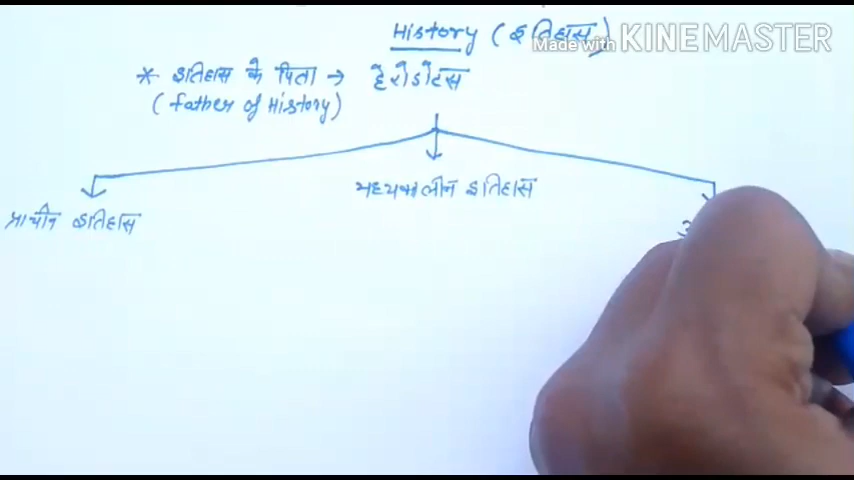 History (इतिहास)
Made with KINEMASTER
* इतिहास के पिता → हेरोडोटस
(father of History)
मध्यकालीन इतिहास
प्राचीन इतिहास